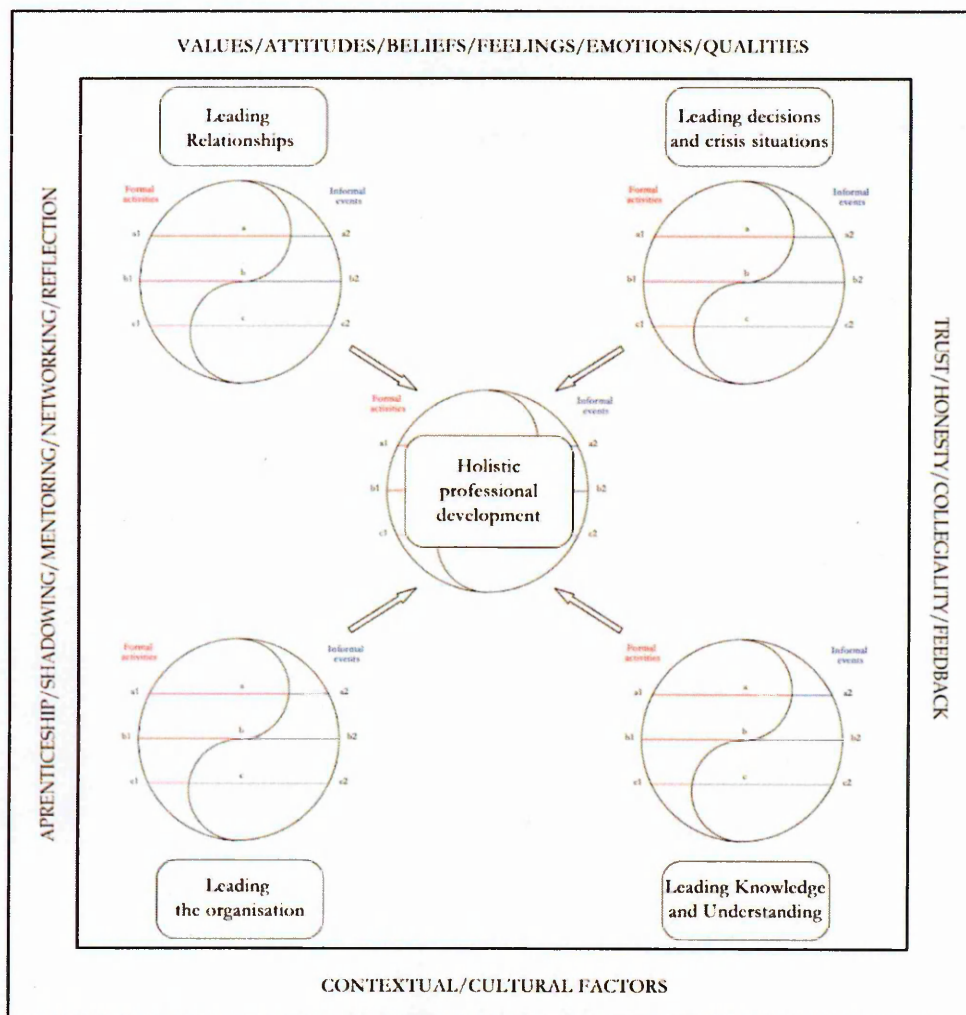 VALUES/ATTITUDES/BELIEFS/FEELINGS/EMOTIONS/QUALITIES
APRENTICESHIP/SHADOWING/MENTORING/NETWORKING/REFLECTION
Leading
Relationships
Formal
activities
Informal
events
a1
a
a2
b1
b
b2
c1
c
c2
Leading decisions
and crisis situations
Formal
activities
Informal
events
a1
a
a2
b1
b
b2
c1
c
c2
Formal
activities
Informal
events
a1
a2
b1
b2
c1
c2
Holistic
professional
development
Formal
activities
Informal
events
a1
a
a2
b1
b
b2
c1
c
c2
Leading
the organisation
Formal
activities
Informal
events
a1
a
a2
b1
b
b2
c1
c
c2
Leading Knowledge
and Understanding
TRUST/HONESTY/COLLEGIALITY/FEEDBACK
CONTEXTUAL/CULTURAL FACTORS